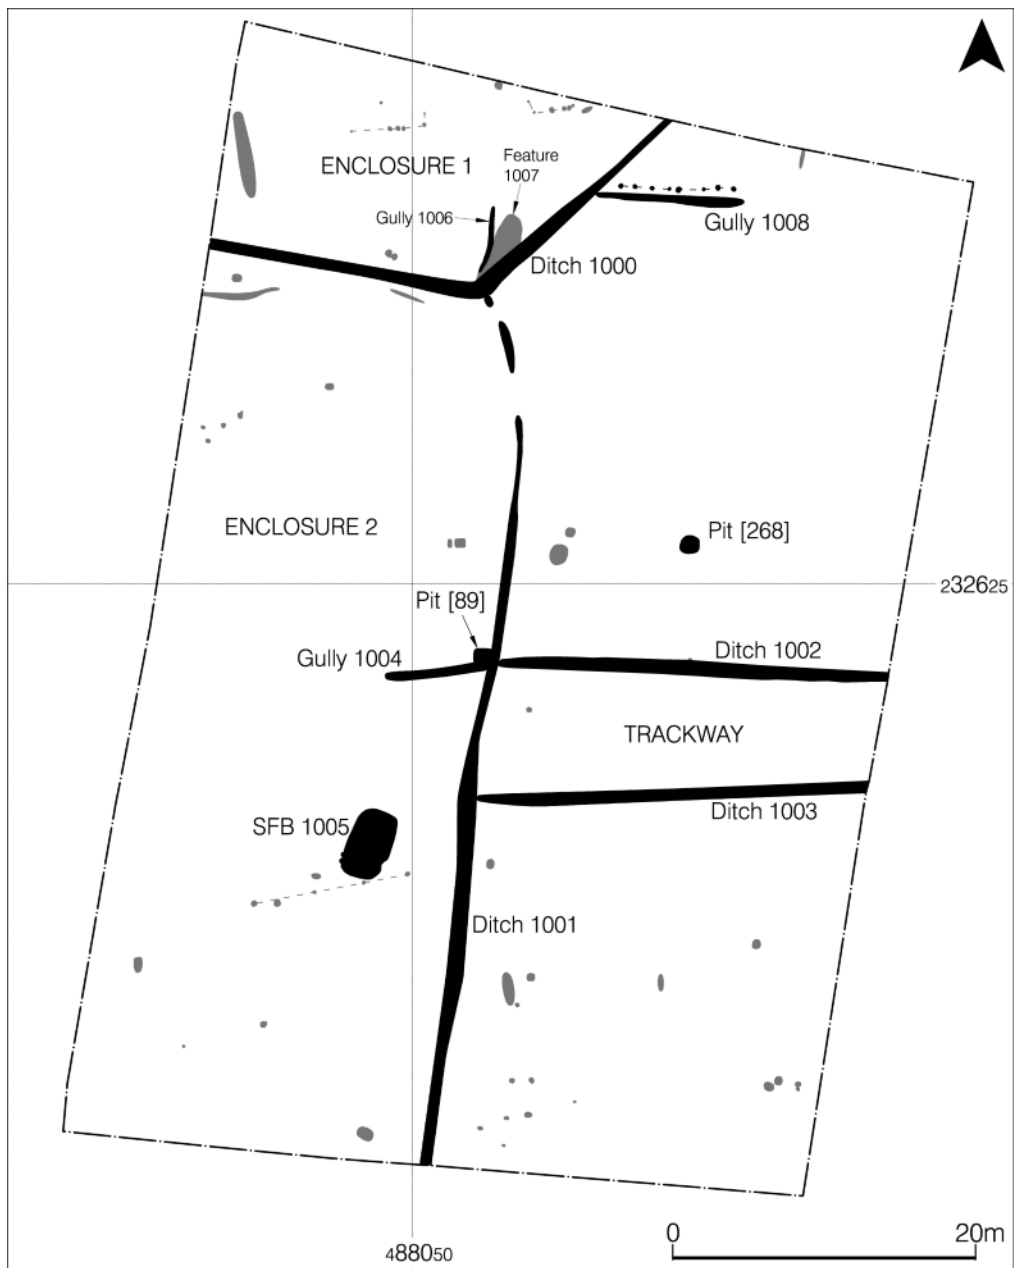 Feature
1007
ENCLOSURE 1
Gully 1006
Gully 1008
Ditch 1000
ENCLOSURE 2
Pit [268]
232625
Pit [89]
Gully 1004
Ditch 1002
TRACKWAY
Ditch 1003
SFB 1005
Ditch 1001
0
20m
488050